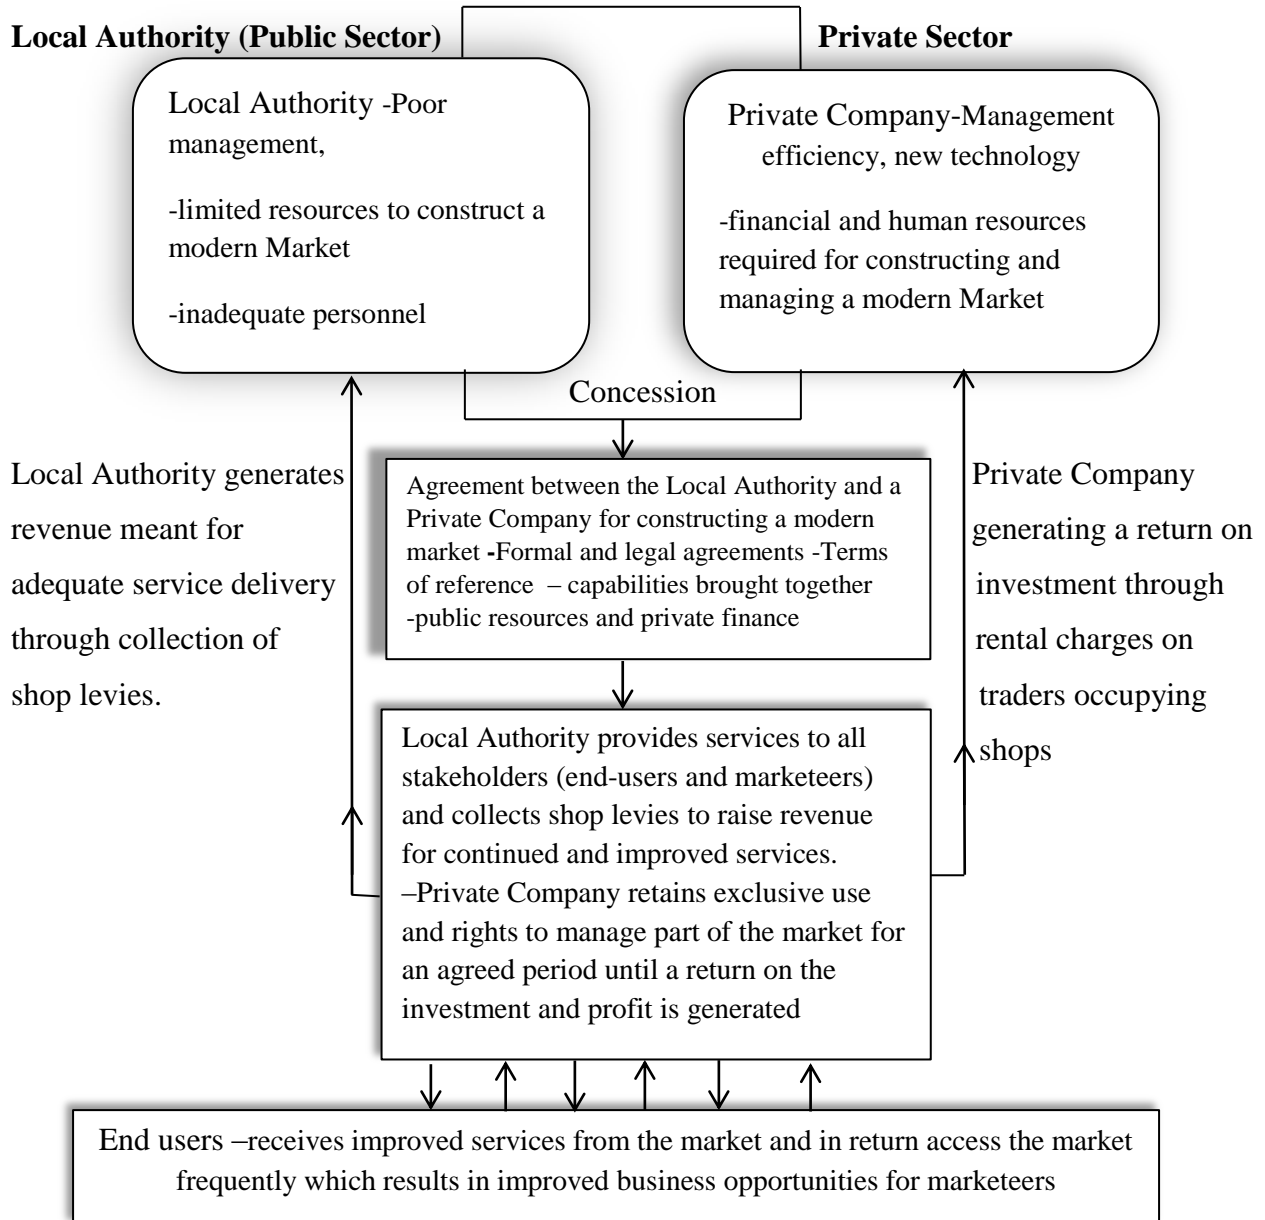 Local Authority (Public Sector)
Private Sector
Local Authority -Poor
management,
-limited resources to construct a
modern Market
-inadequate personnel
Private Company-Management
efficiency, new technology
-financial and human resources
required for constructing and
managing a modern Market
Concession
Local Authority generates
revenue meant for
adequate service delivery
through collection of
shop levies.
Agreement between the Local Authority and a
Private Company for constructing a modern
market -Formal and legal agreements -Terms
of reference – capabilities brought together
-public resources and private finance
Private Company
generating a return on
investment through
rental charges on
traders occupying
shops
Local Authority provides services to all
stakeholders (end-users and marketeers)
and collects shop levies to raise revenue
for continued and improved services.
–Private Company retains exclusive use
and rights to manage part of the market for
an agreed period until a return on the
investment and profit is generated
End users –receives improved services from the market and in return access the market
frequently which results in improved business opportunities for marketeers